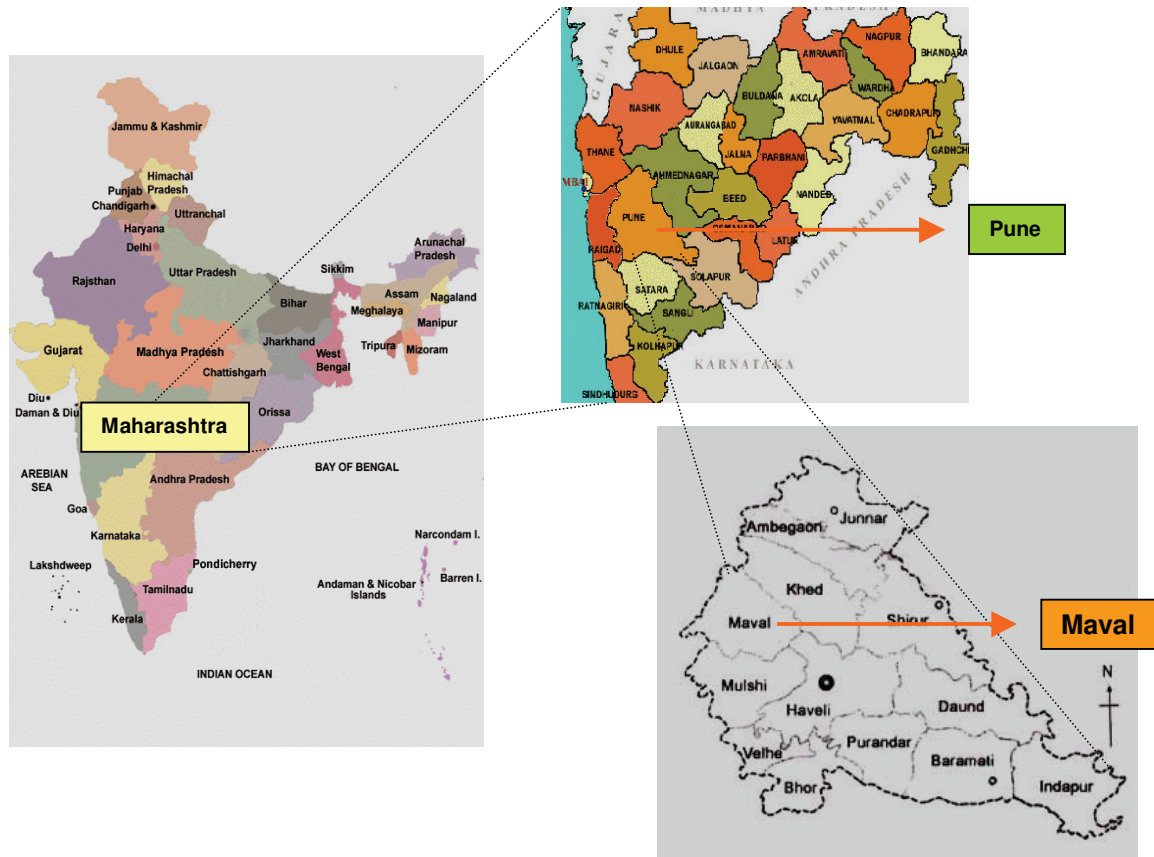 Jammu & Kashmir
Himachal
Pradesh
Punjab
Chandigarh
Uttranchal
Haryana
Delhi
Rajsthan
Uttar Pradesh
Sikkim
Arunachal
Pradesh
Assam
Nagaland
Meghalaya
Manipur
Tripura
Mizoram
Bihar
Jharkhand
West
Bengal
Gujarat
Madhya Pradesh
Chattishgarh
Diu
Daman & Diu
Maharashtra
Orissa
AREBIAN
SEA
BAY OF BENGAL
Andhra Pradesh
Goa
Karnataka
Lakshdweep
Pondicherry
Tamilnadu
Kerala
Narcondam I.
Barren I.
Andaman & Nicobar
Islands
INDIAN OCEAN
MADHYA PRADESH
GUJARA
DHULE
JALGAON
AMRAVATI
NAGPUR
BHANDARA
NASHIK
BULDANA
AKOLA
WARDHA
AURANGABAD
YAVATMAL
CHADRAPUR
THANE
JALNA
PARBHANI
GADHCHI
AHMEDNAGAR
MBAI
BEED
NANDED
PUNE
OSMANABAD
LATUR
RAIGAD
SOLAPUR
SATARA
RATNAGIRI
SANGLI
KOLHAPUR
SINDHUDURG
ANDHRA PRADESH
KARNATAKA
Pune
Junnar
Ambegaon
Khed
Maval
Shirur
Maval
Mulshi
Haveli
Daund
Velhe
Purandar
Baramati
Bhor
Indapur
N